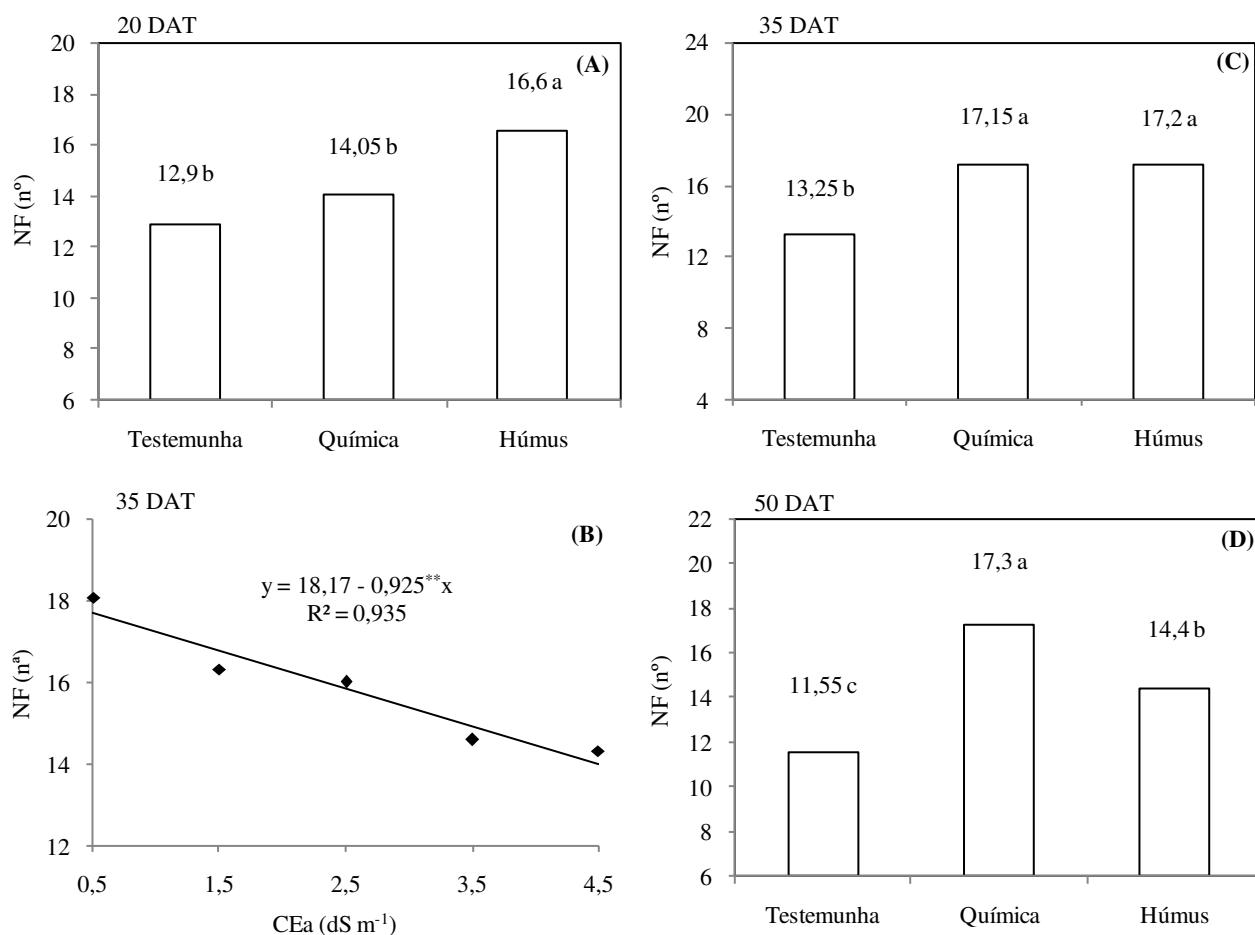 20 DAT
(A)
20
18
16
14
12
10
8
6
NF (nº)
12,9 b
14,05 b
16,6 a
Testemunha Química Húmus
35 DAT
(C)
24
20
16
12
8
4
NF (nº)
13,25 b
17,15 a
17,2 a
Testemunha Química Húmus
35 DAT
(B)
20
18
16
14
12
NF (nª)
y = 18,17 - 0,925**x
R² = 0,935
0,5 1,5 2,5 3,5 4,5
CEa (dS m⁻¹)
50 DAT
(D)
22
20
18
16
14
12
10
8
6
NF (nº)
11,55 c
17,3 a
14,4 b
Testemunha Química Húmus